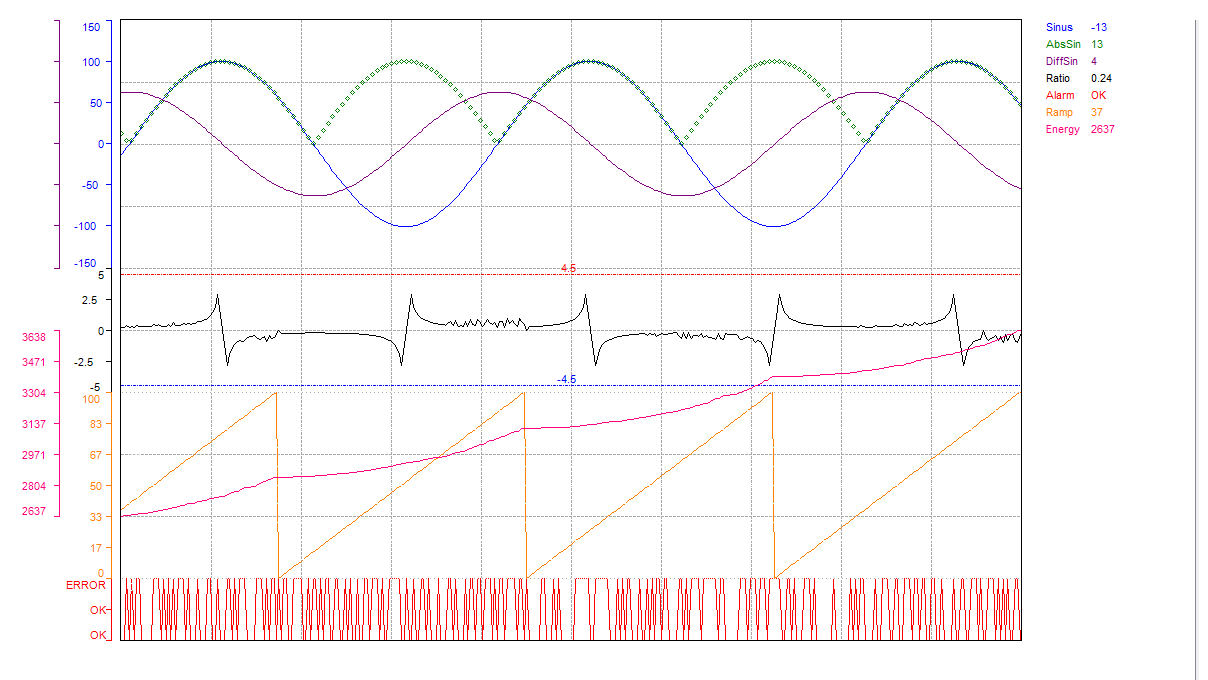 150
100
50
0
-50
-100
-150
5
2.5
0
-2.5
-5
3638
3471
3304
3137
2971
2804
2637
100
83
67
50
33
17
0
ERROR
OK
OK
4.5
-4.5
Sinus -13
AbsSin 13
DiffSin 4
Ratio 0.24
Alarm OK
Ramp 37
Energy 2637